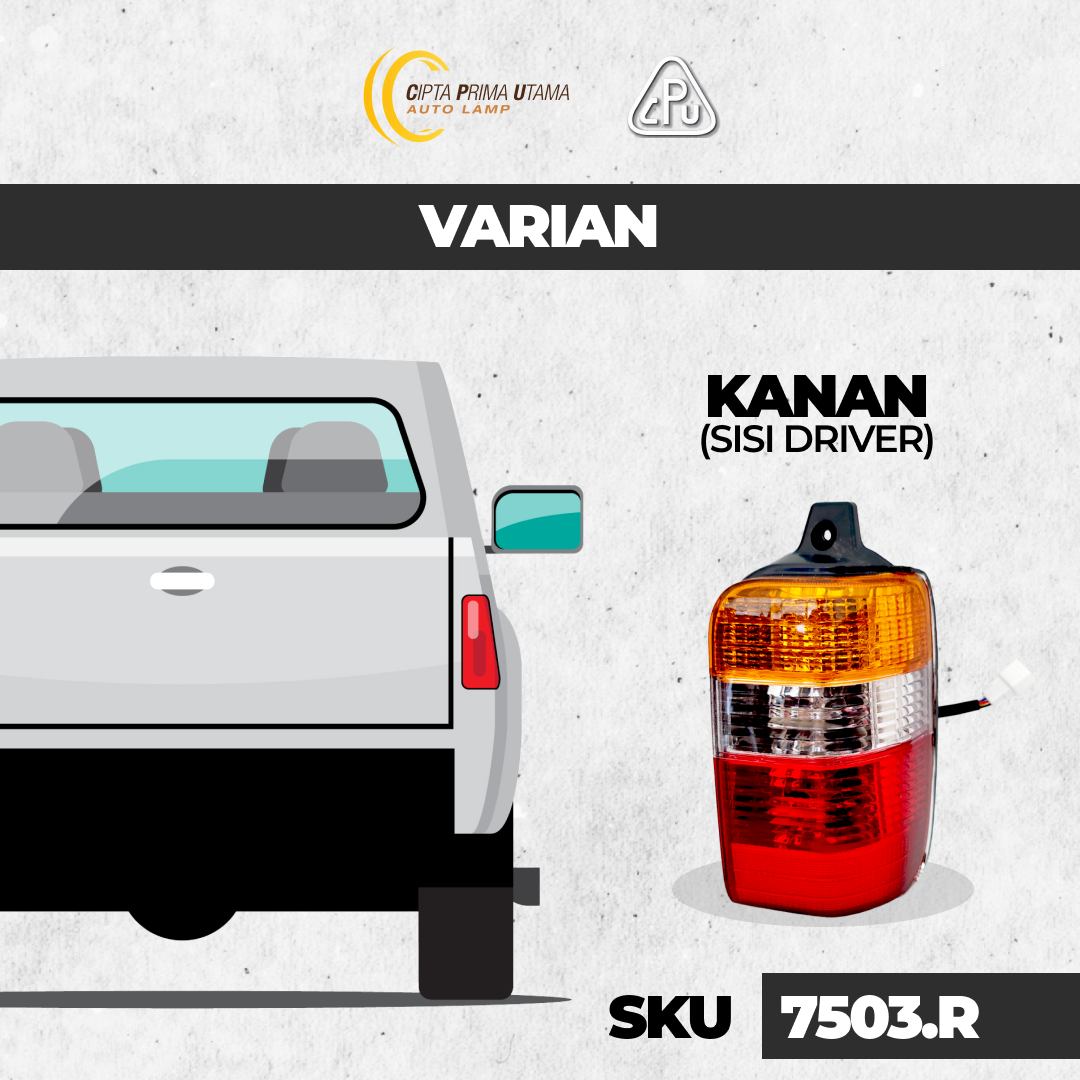 CIPTA PRIMA UTAMA
AUTO LAMP
CPU
VARIAN
KANAN
(SISI DRIVER)
SKU 7503.R